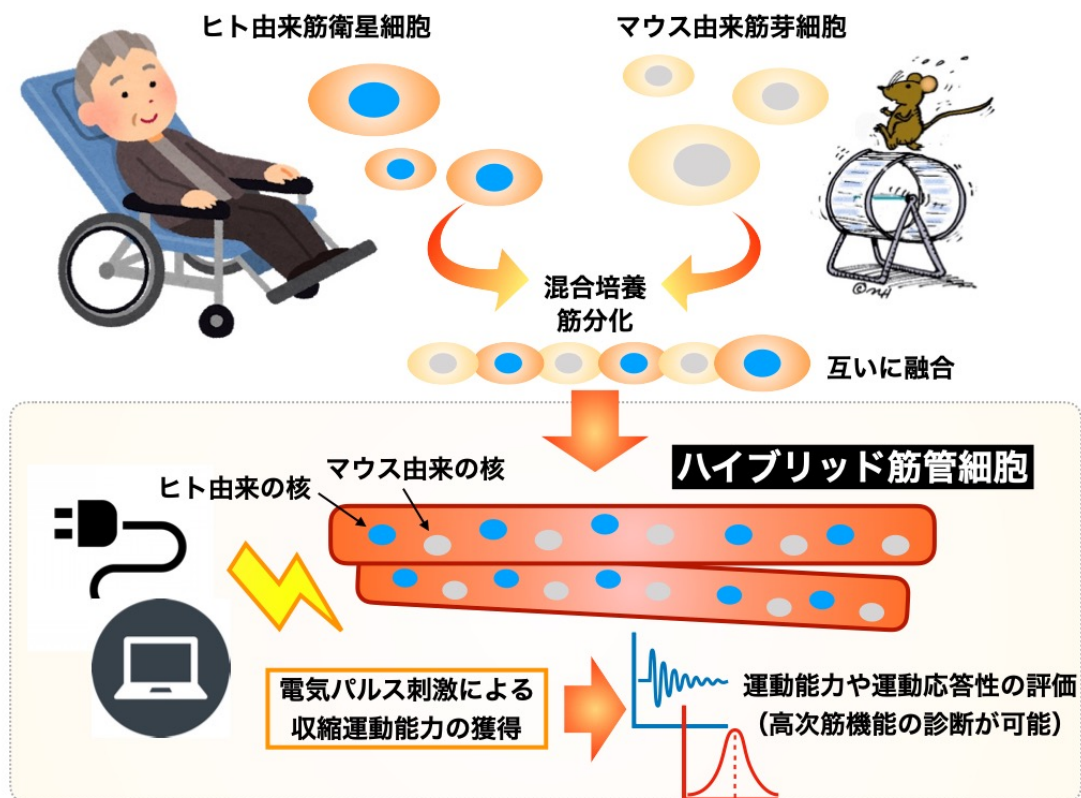 ヒト由来筋衛星細胞
マウス由来筋芽細胞
混合培養
筋分化
互いに融合
ハイブリッド筋管細胞
マウス由来の核
ヒト由来の核
電気パルス刺激による
収縮運動能力の獲得
運動能力や運動応答性の評価
（高次筋機能の診断が可能）